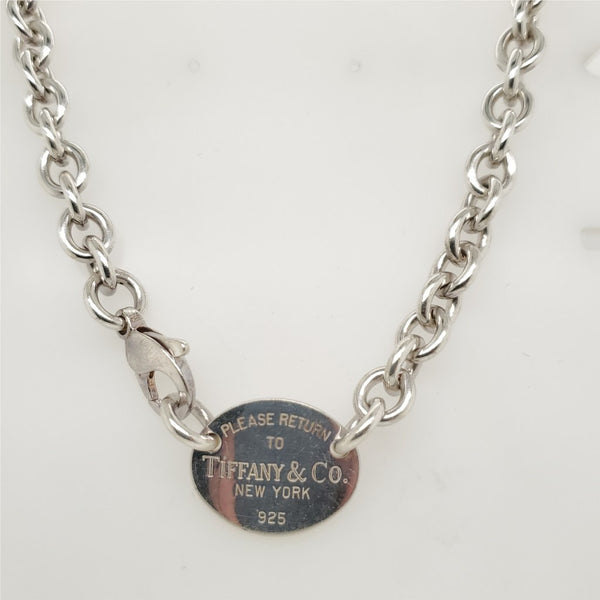 PLEASE RETURN
TO
TIFFANY & CO.
NEW YORK
925